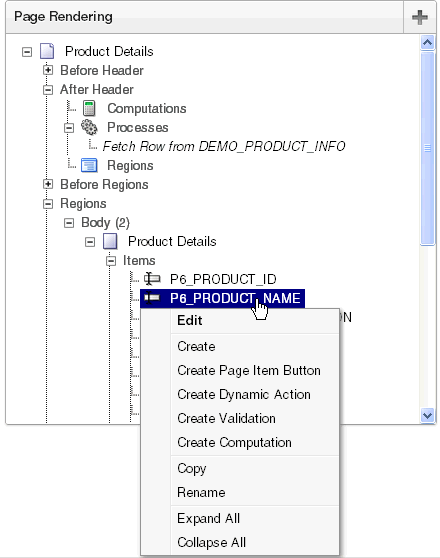 Page Rendering
Product Details
Before Header
After Header
Computations
Processes
Fetch Row from DEMO_PRODUCT_INFO
Regions
Before Regions
Regions
Body (2)
Product Details
Items
P6_PRODUCT_ID
P6_PRODUCT_NAME
Edit
Create
Create Page Item Button
Create Dynamic Action
Create Validation
Create Computation
Copy
Rename
Expand All
Collapse All